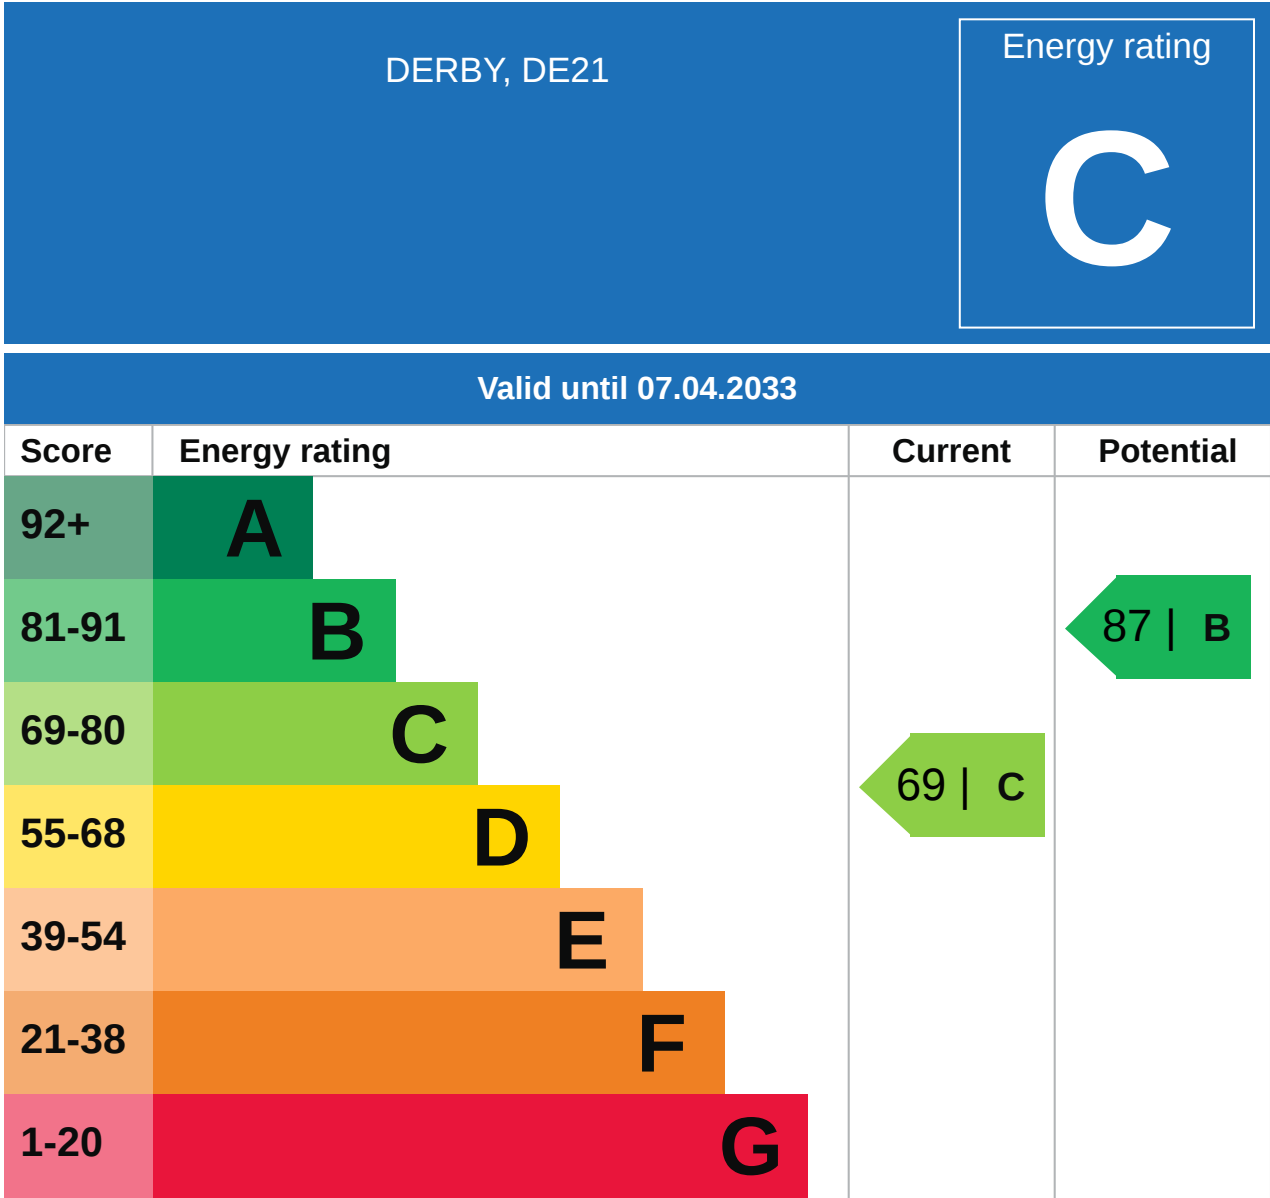 DERBY, DE21
Energy rating
C
Valid until 07.04.2033
Score Energy rating Current Potential
92+ A
81-91 B 87 | B
69-80 C 69 | C
55-68 D
39-54 E
21-38 F
1-20 G